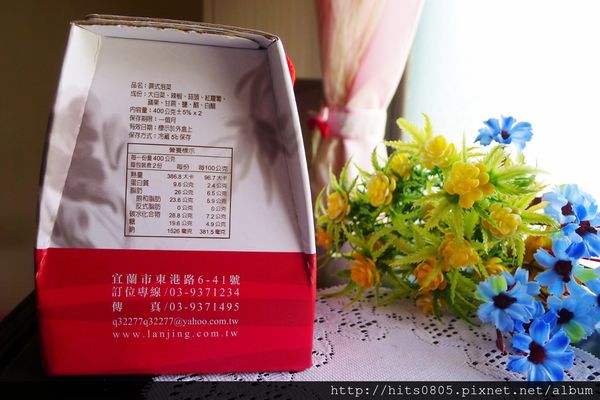 品名：韓式泡菜
成份：大白菜、辣椒、蒜頭、紅蘿蔔、
蘋果、甘露、鹽、醋、白糖
內容量：400公克±5%×2
保存期限：一個月
有效日期：標示於外盒上
保存方式：冷藏5℃保存
營養標示
每一份量400公克
每包裝含2份 每份 每100公克
熱量 386.8大卡 96.7大卡
蛋白質 9.6公克 2.4公克
脂肪 26公克 6.5公克
飽和脂肪 23.6公克 5.9公克
反式脂肪 0公克 0公克
碳水化合物 28.8公克 7.2公克
糖 19.6公克 4.9公克
鈉 1526毫克 381.5毫克
宜蘭市東港路6-41號
訂位專線/03-9371234
傳 真/03-9371495
q32277q32277@yahoo.com.tw
www.lanjing.com.tw
http://hits0805.pixnet.net/album